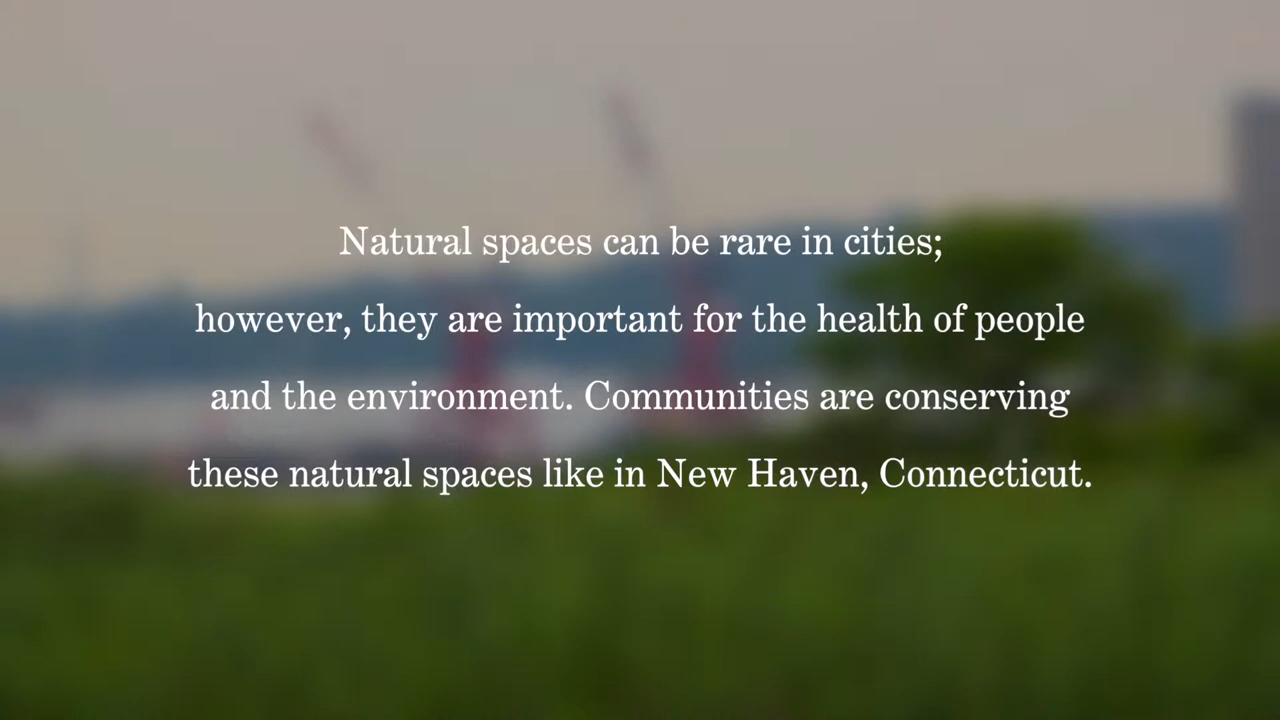 Natural spaces can be rare in cities;
however, they are important for the health of people
and the environment. Communities are conserving
these natural spaces like in New Haven, Connecticut.